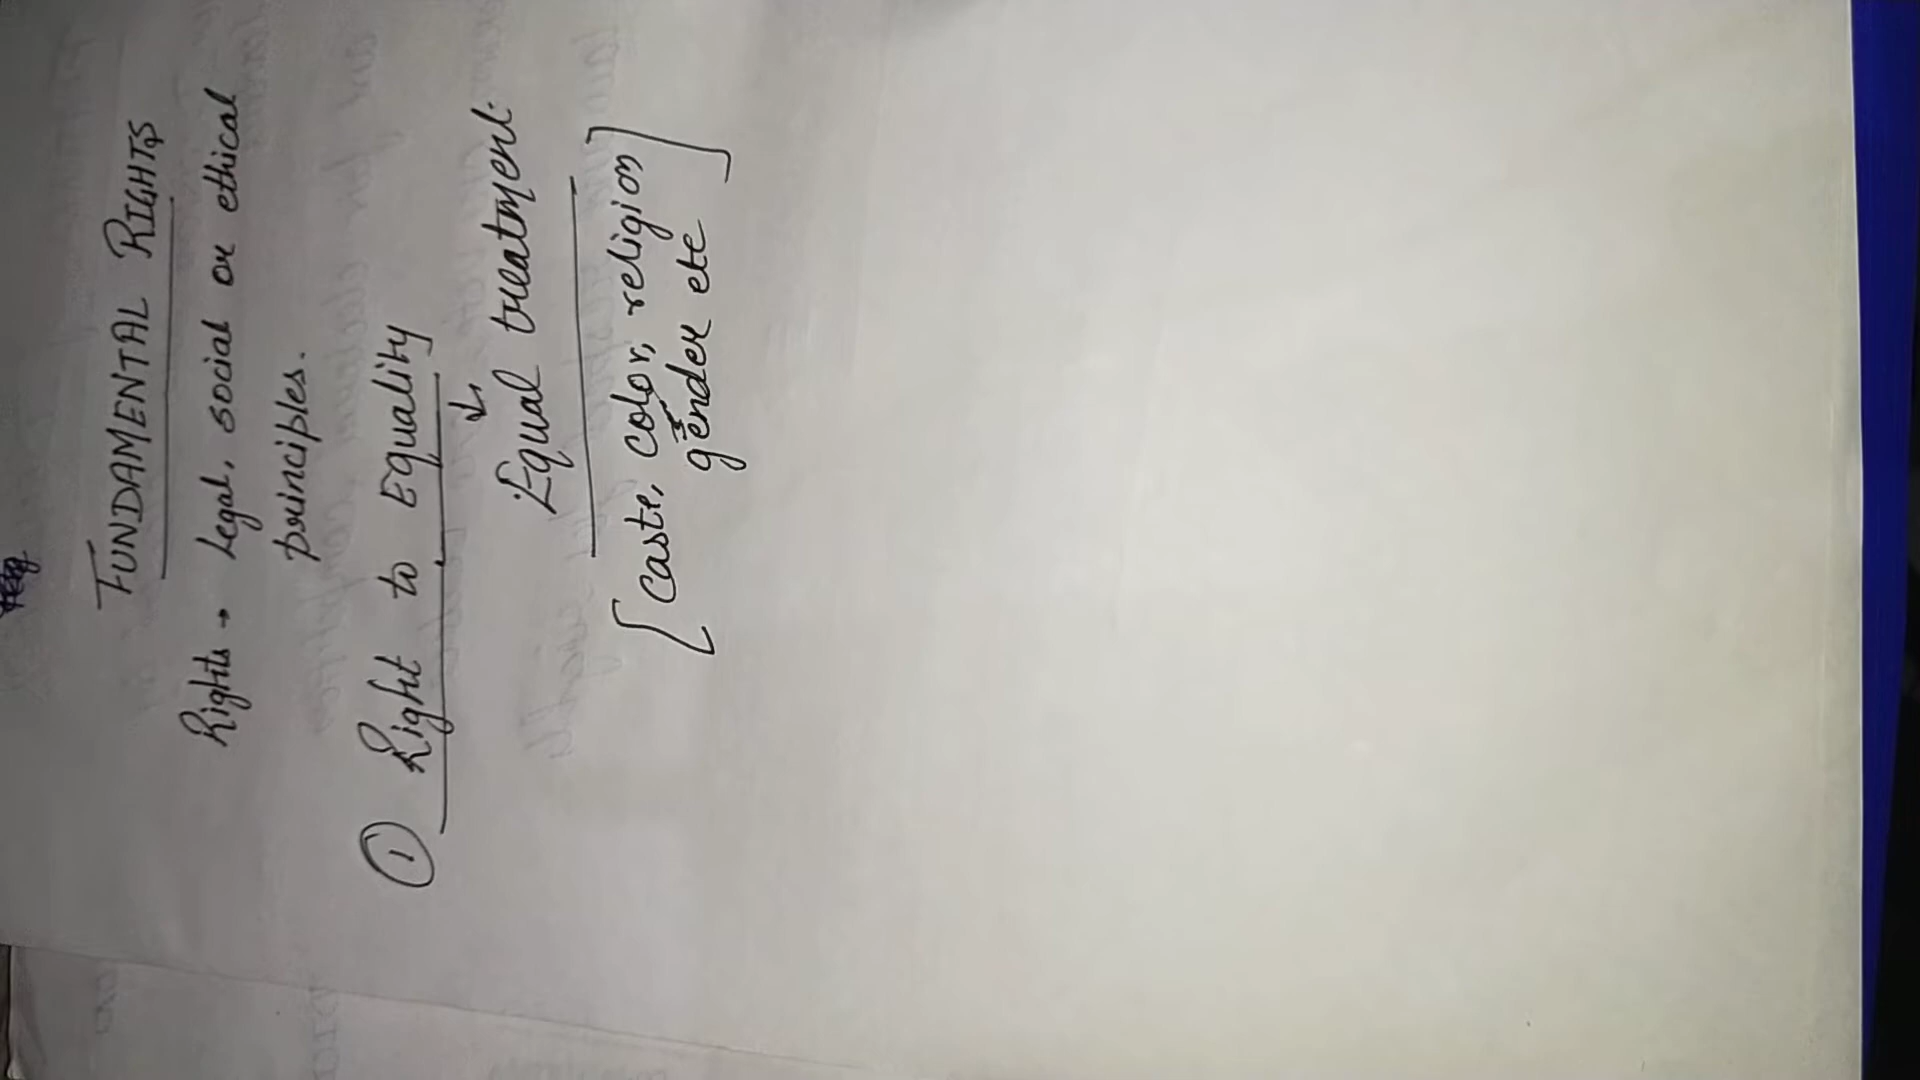 FUNDAMENTAL RIGHTS
Rights → Legal, social or ethical
principles.
① Right to Equality
↓
Equal treatment.
[caste, color, religion]
gender etc